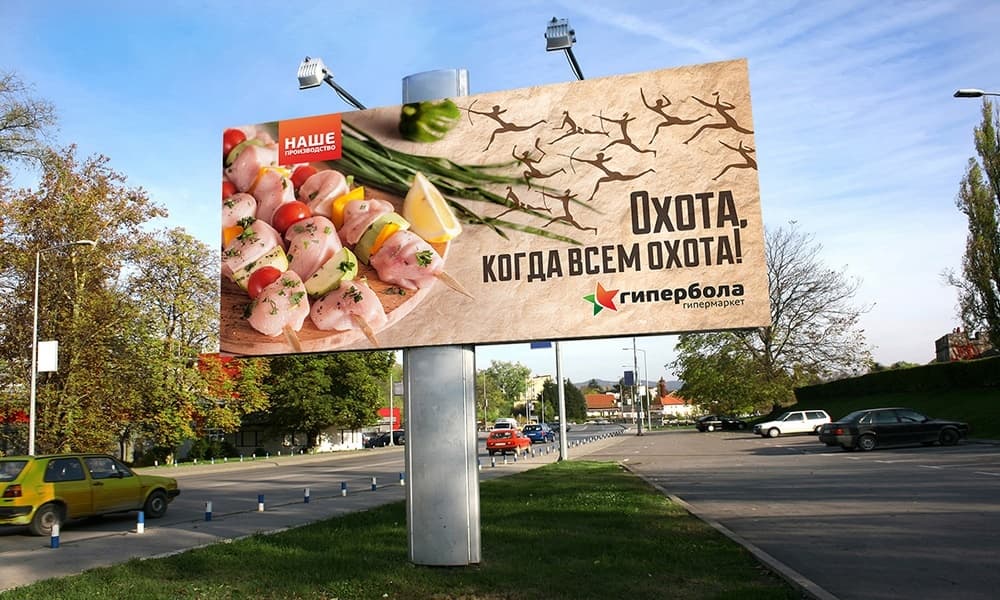 НАШЕ
ПРОИЗВОДСТВО
Охота,
когда всем охота!
гипербола
гипермаркет